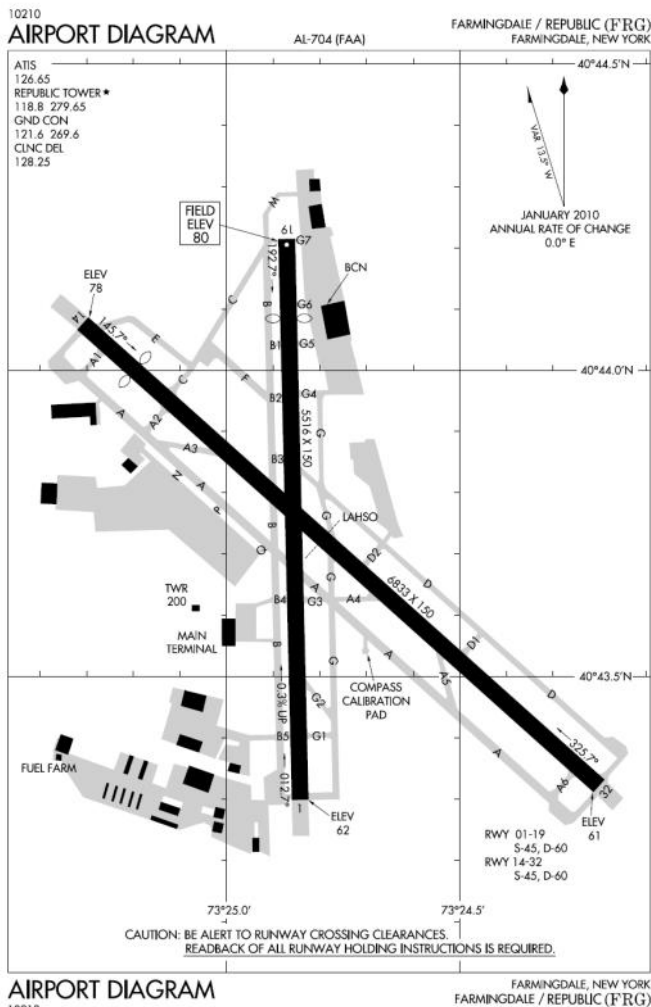 10210
AIRPORT DIAGRAM
AL-704 (FAA)
FARMINGDALE / REPUBLIC (FRG)
FARMINGDALE, NEW YORK
ATIS
126.65
REPUBLIC TOWER ★
118.8 279.65
GND CON
121.6 269.6
CLNC DEL
128.25
40°44.5'N
VAR 13.5° W
JANUARY 2010
ANNUAL RATE OF CHANGE
0.0° E
FIELD
ELEV
80
M
19
G7
192.7°
BCN
ELEV
78
C
B
G6
14
145.7°
E
B1
G5
40°44.0'N
A1
C
F
B2
G4
A
A2
5516 X 150
G
A3
B3
N
A
P
G
B
LAHSO
Q
D2
D
G
A
6833 X 150
TWR
200
B4
G3
A4
MAIN
TERMINAL
B
G
A
D1
40°43.5'N
COMPASS
CALIBRATION
PAD
A5
0.3% UP
G2
D
B5
G1
A
325.7°
FUEL FARM
012.7°
A6
32
1
ELEV
62
ELEV
61
RWY 01-19
S-45, D-60
RWY 14-32
S-45, D-60
73°25.0'
73°24.5'
CAUTION: BE ALERT TO RUNWAY CROSSING CLEARANCES.
READBACK OF ALL RUNWAY HOLDING INSTRUCTIONS IS REQUIRED.
AIRPORT DIAGRAM
FARMINGDALE, NEW YORK
FARMINGDALE / REPUBLIC (FRG)